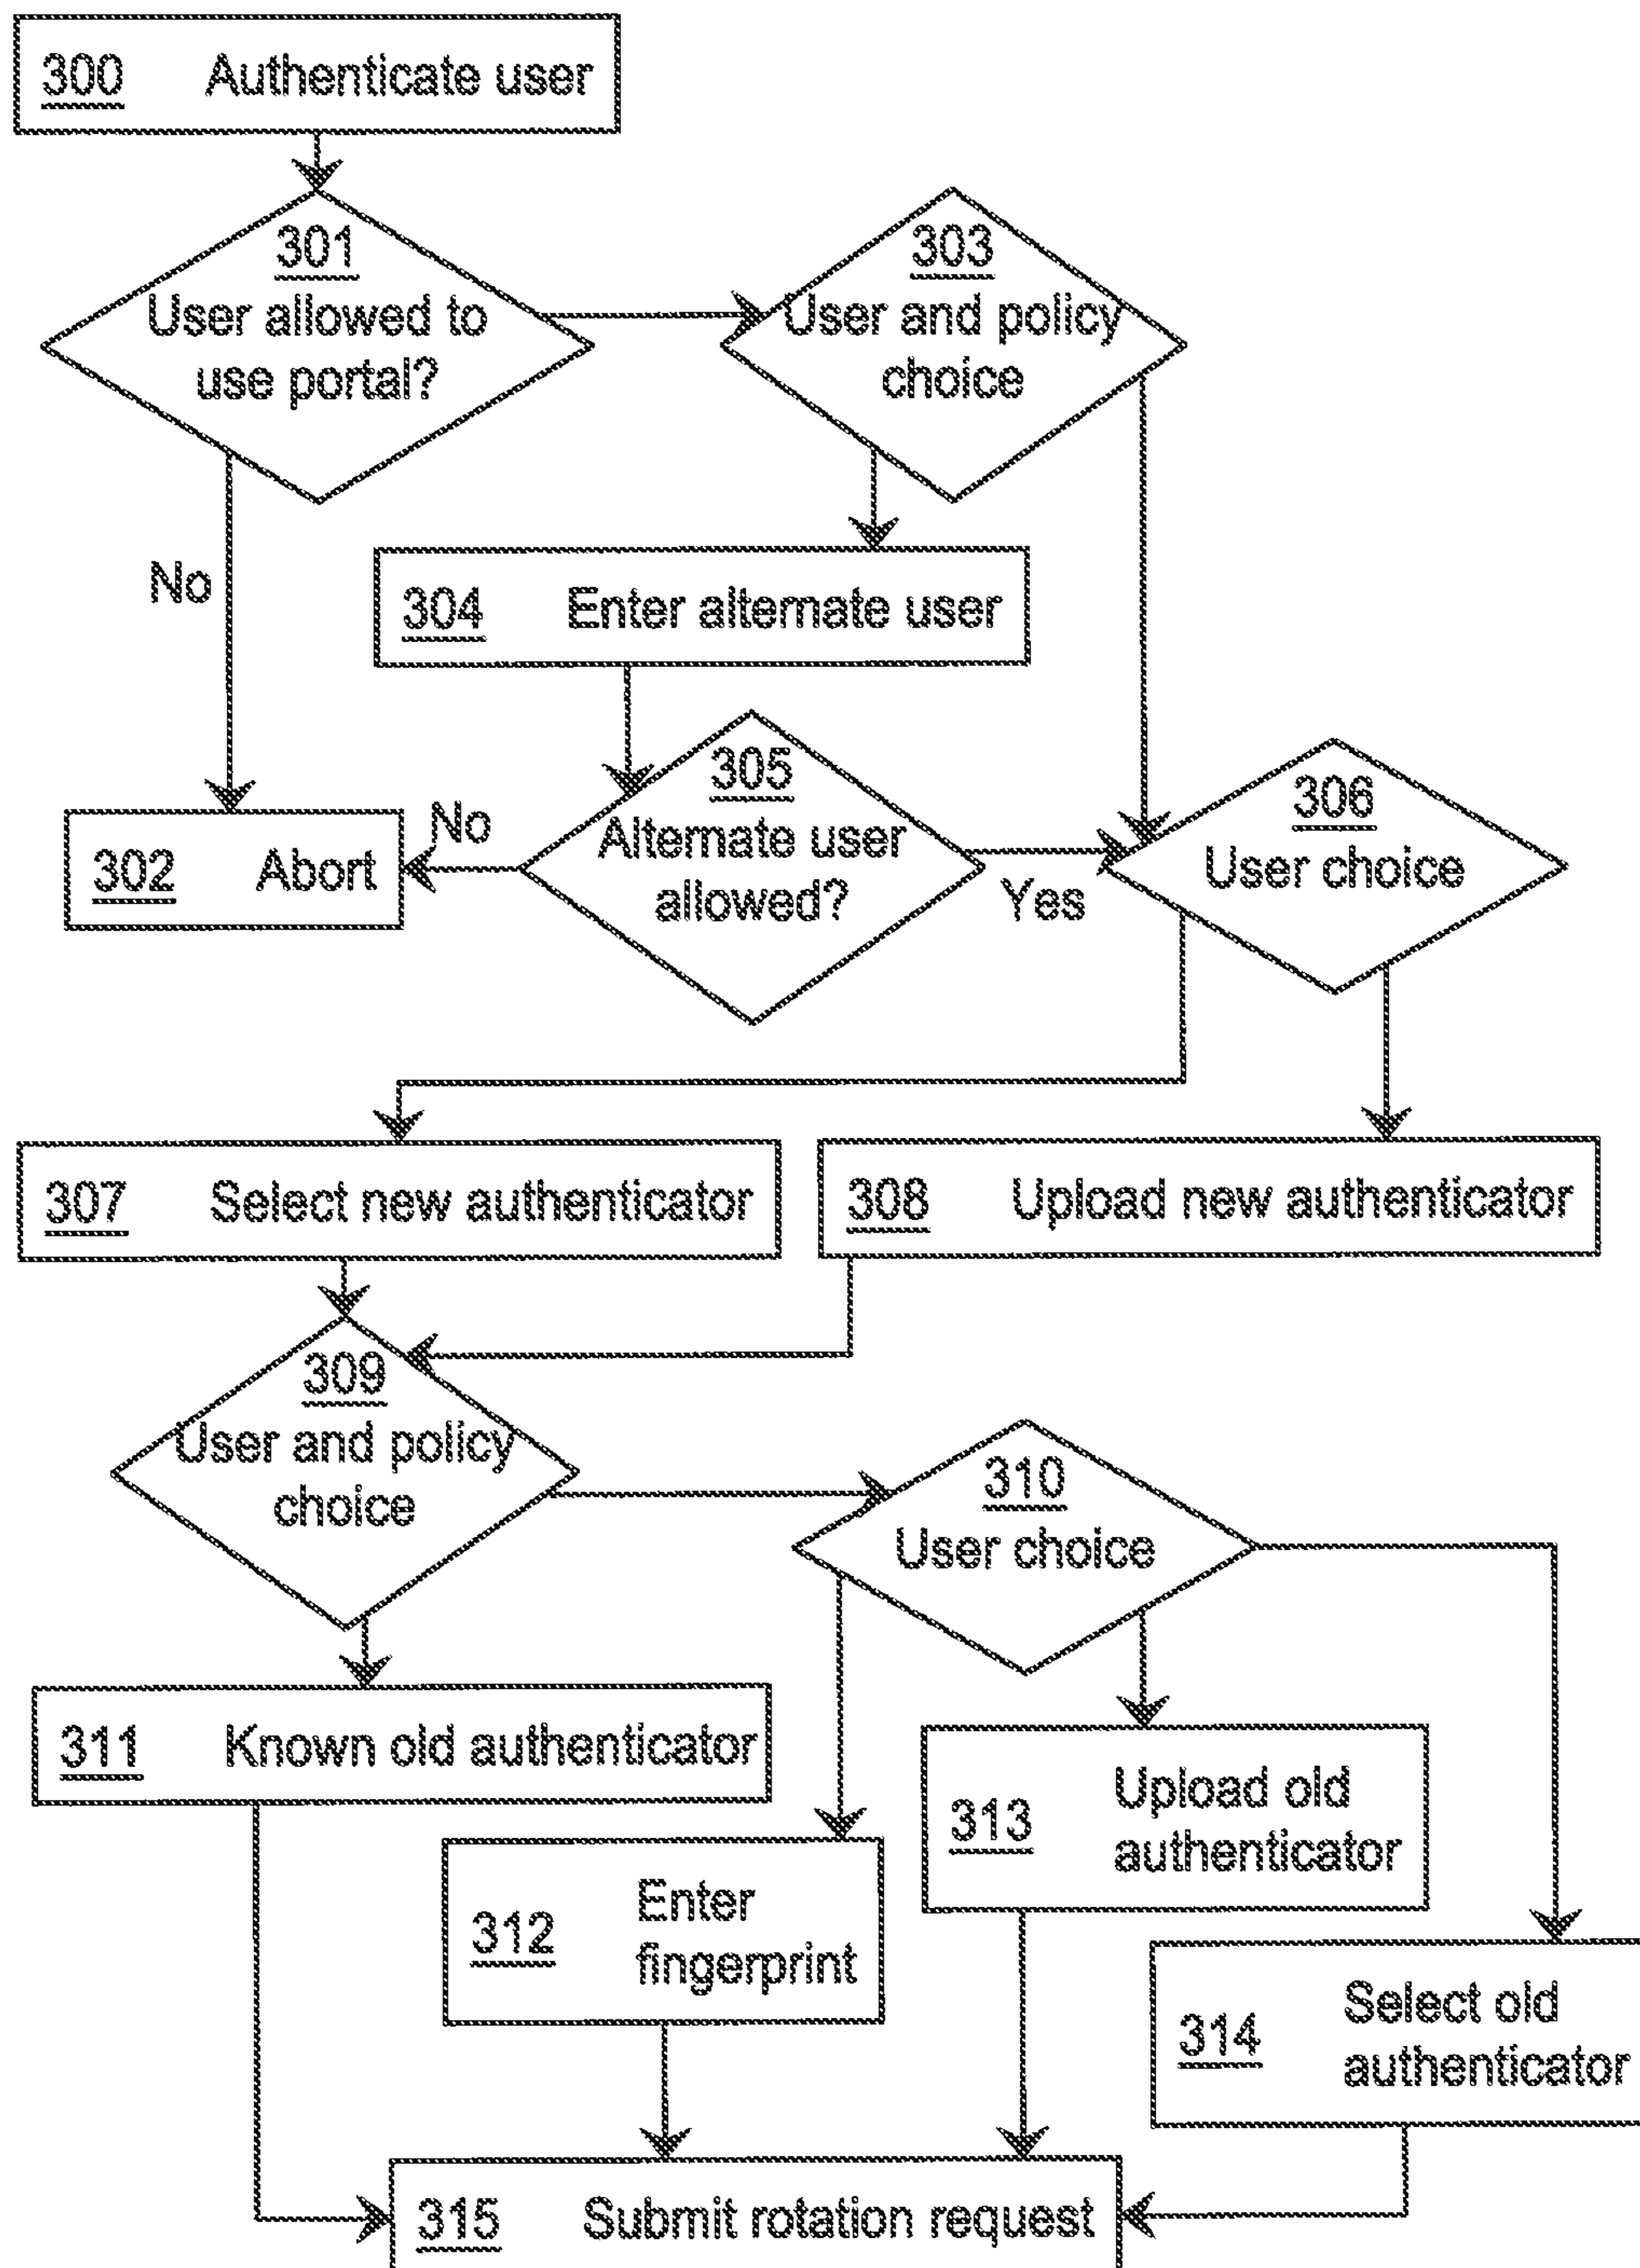 300 Authenticate user
301
User allowed to
use portal?
303
User and policy
choice
No
304 Enter alternate user
305
Alternate user
allowed?
No
302 Abort
Yes
306
User choice
307 Select new authenticator
308 Upload new authenticator
309
User and policy
choice
310
User choice
311 Known old authenticator
312 Enter
fingerprint
313 Upload old
authenticator
314 Select old
authenticator
315 Submit rotation request